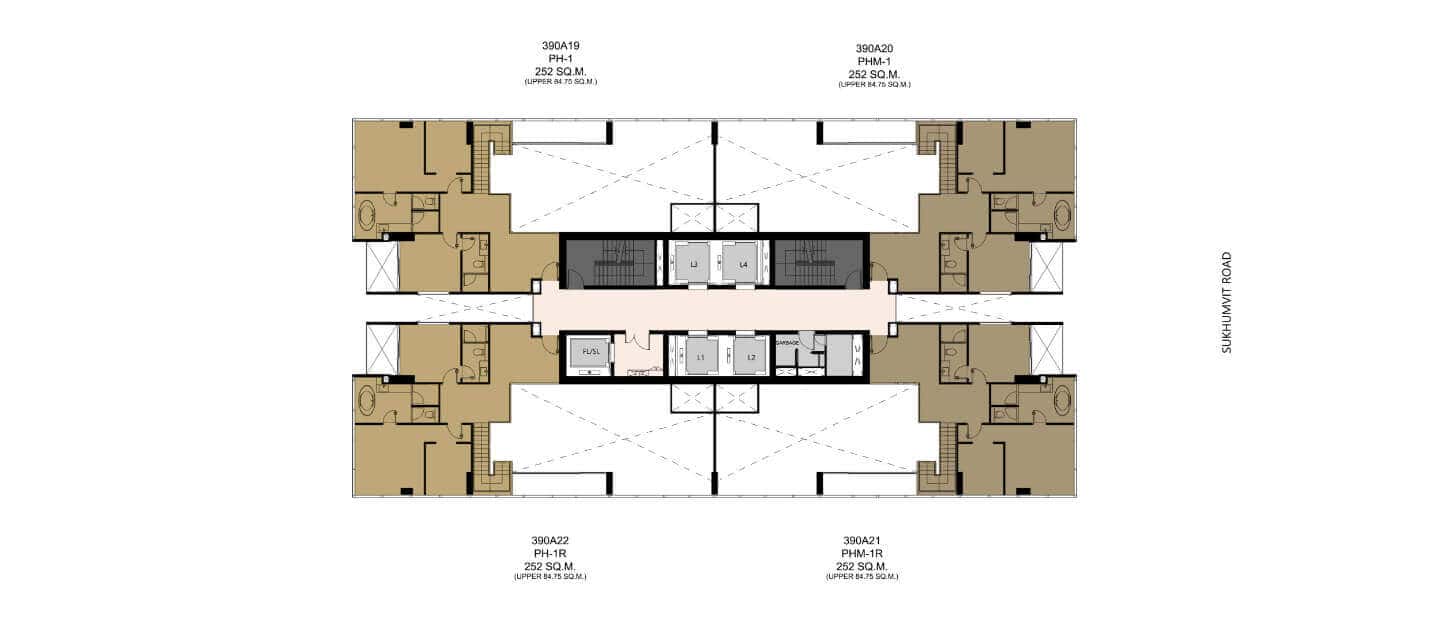 390A19
PH-1
252 SQ.M.
(UPPER 84.75 SQ.M.)
390A20
PHM-1
252 SQ.M.
(UPPER 84.75 SQ.M.)
L3
L4
SUKHUMVIT ROAD
FL/SL
L1
L2
GARBAGE
390A22
PH-1R
252 SQ.M.
(UPPER 84.75 SQ.M.)
390A21
PHM-1R
252 SQ.M.
(UPPER 84.75 SQ.M.)